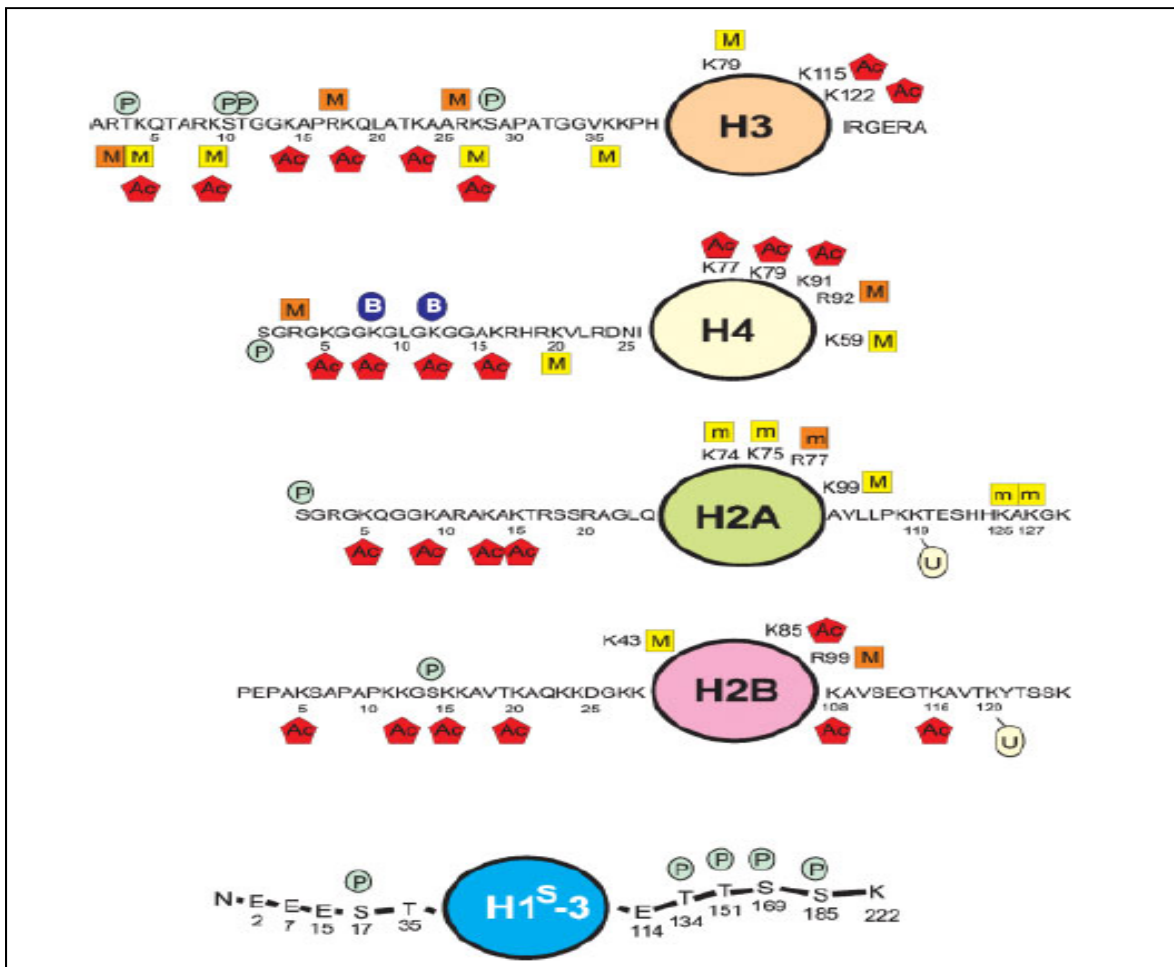 M
K79
K115 Ac
K122 Ac
P P P M M P
ARTKQTARKSTGGKAPRKQLATKAARKSAPATGGVKKPH H3 IRGERA
5 10 15 20 25 30 35
M M M Ac Ac Ac M M
Ac Ac Ac
Ac Ac Ac
K77 K79 K91
R92 M
M B B
SGRGKGGKGLGKGGAKRHRKVLRDNI H4 K59 M
5 10 15 20 25
P Ac Ac Ac Ac M
m m m
K74 K75 R77
P K99 M m m
SGRGKQGGKARAKAKTRSSRAGLQ H2A AVLLPKKTESHHKAKGK
5 10 15 20 119 125 127
Ac Ac Ac Ac U
K43 M K85 Ac
P R99 M
PEPAKSAPAPKKGSKKAVTKAQKKDGKK H2B KAVSEGTKAVTKYTSSK
5 10 15 20 25 108 116 120
Ac Ac Ac Ac Ac Ac U
P P P P P
N E E E S T H1S-3 E T T S S K
2 7 15 17 35 114 134 151 169 185 222